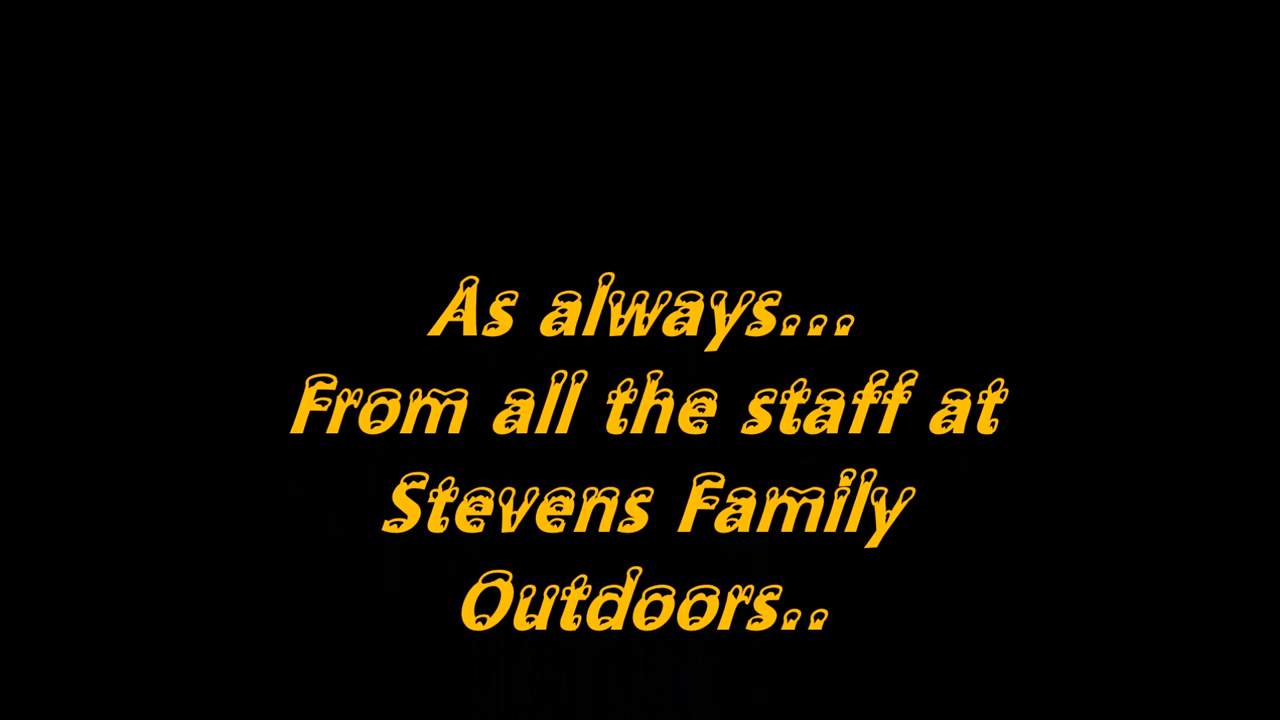 As always...
From all the staff at
Stevens Family
Outdoors..